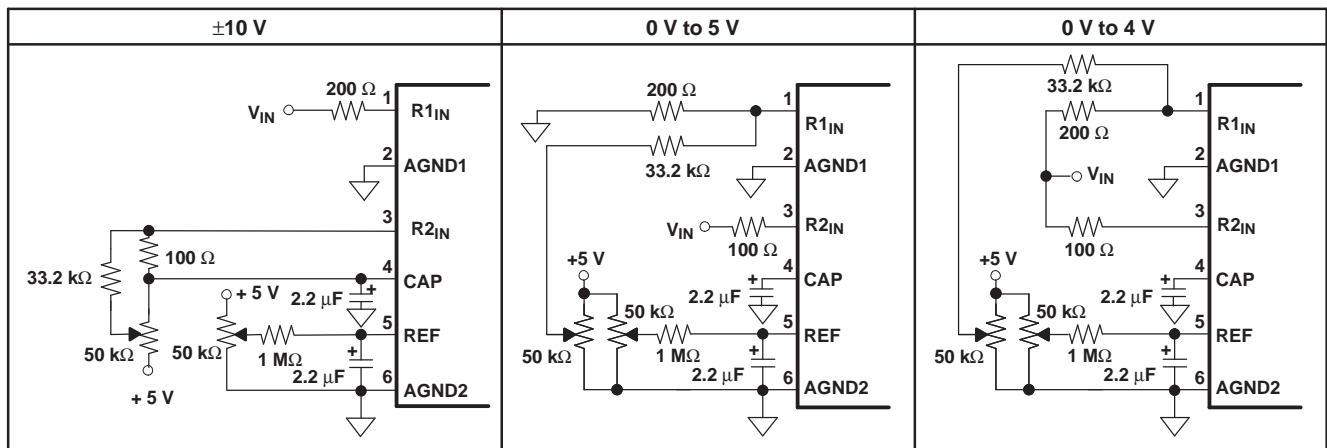 ±10 V
200 Ω
1
V_IN
R1_IN
2
AGND1
3
R2_IN
100 Ω
33.2 kΩ
4
CAP
+ 5 V
2.2 µF
+
5
REF
50 kΩ
50 kΩ
1 MΩ
+
2.2 µF
6
AGND2
+ 5 V
0 V to 5 V
200 Ω
1
R1_IN
33.2 kΩ
2
AGND1
3
V_IN
R2_IN
100 Ω
+5 V
4
CAP
+
2.2 µF
50 kΩ
5
REF
50 kΩ
1 MΩ
+
2.2 µF
6
AGND2
0 V to 4 V
33.2 kΩ
1
200 Ω
R1_IN
2
AGND1
V_IN
3
R2_IN
100 Ω
+5 V
4
CAP
+
2.2 µF
50 kΩ
5
REF
50 kΩ
1 MΩ
+
2.2 µF
6
AGND2